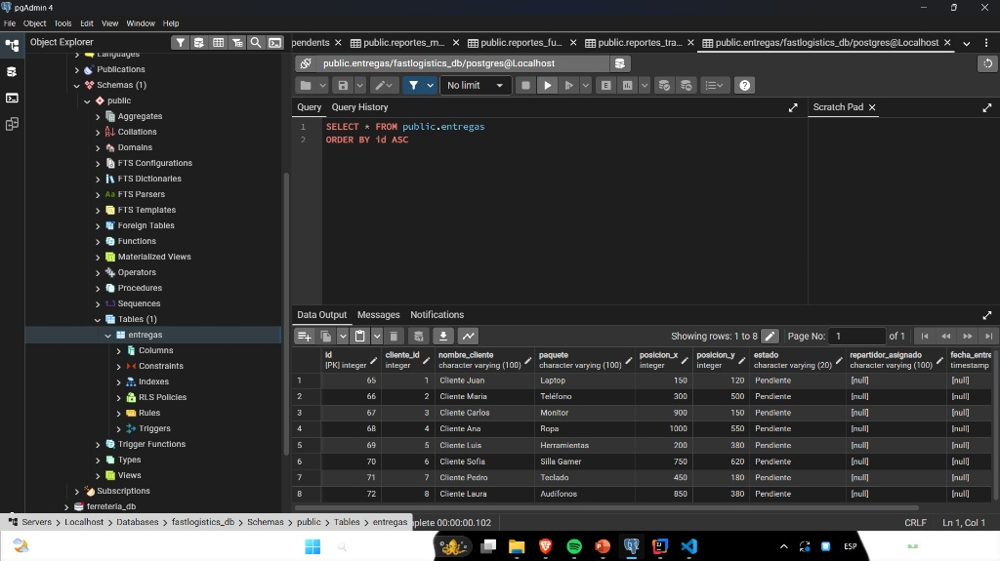 pgAdmin 4
File Object Tools Edit View Window Help
Object Explorer
pendents
public.reportes_m...
public.reportes_fu...
public.reportes_tra...
public.entregas/fastlogistics_db/postgres@Localhost
public.entregas/fastlogistics_db/postgres@Localhost
No limit
Query Query History
Scratch Pad
1 SELECT * FROM public.entregas
2 ORDER BY id ASC
Languages
Publications
Schemas (1)
public
Aggregates
Collations
Domains
FTS Configurations
FTS Dictionaries
FTS Parsers
FTS Templates
Foreign Tables
Functions
Materialized Views
Operators
Procedures
Sequences
Tables (1)
entregas
Columns
Constraints
Indexes
RLS Policies
Rules
Triggers
Trigger Functions
Types
Views
Subscriptions
ferreteria_db
Data Output Messages Notifications
Showing rows: 1 to 8 Page No: 1 of 1
id cliente_id nombre_cliente paquete posicion_x posicion_y estado repartidor_asignado fecha_entre
[PK] integer integer character varying (100) character varying (100) integer integer character varying (20) character varying (100) timestamp
1 65 1 Cliente Juan Laptop 150 120 Pendiente [null] [null]
2 66 2 Cliente Maria Teléfono 300 500 Pendiente [null] [null]
3 67 3 Cliente Carlos Monitor 900 150 Pendiente [null] [null]
4 68 4 Cliente Ana Ropa 1000 550 Pendiente [null] [null]
5 69 5 Cliente Luis Herramientas 200 380 Pendiente [null] [null]
6 70 6 Cliente Sofia Silla Gamer 750 620 Pendiente [null] [null]
7 71 7 Cliente Pedro Teclado 450 180 Pendiente [null] [null]
8 72 8 Cliente Laura Audífonos 850 380 Pendiente [null] [null]
Servers > Localhost > Databases > fastlogistics_db > Schemas > public > Tables > entregas
plete 00:00:00.102
CRLF Ln 1, Col 1
ESP